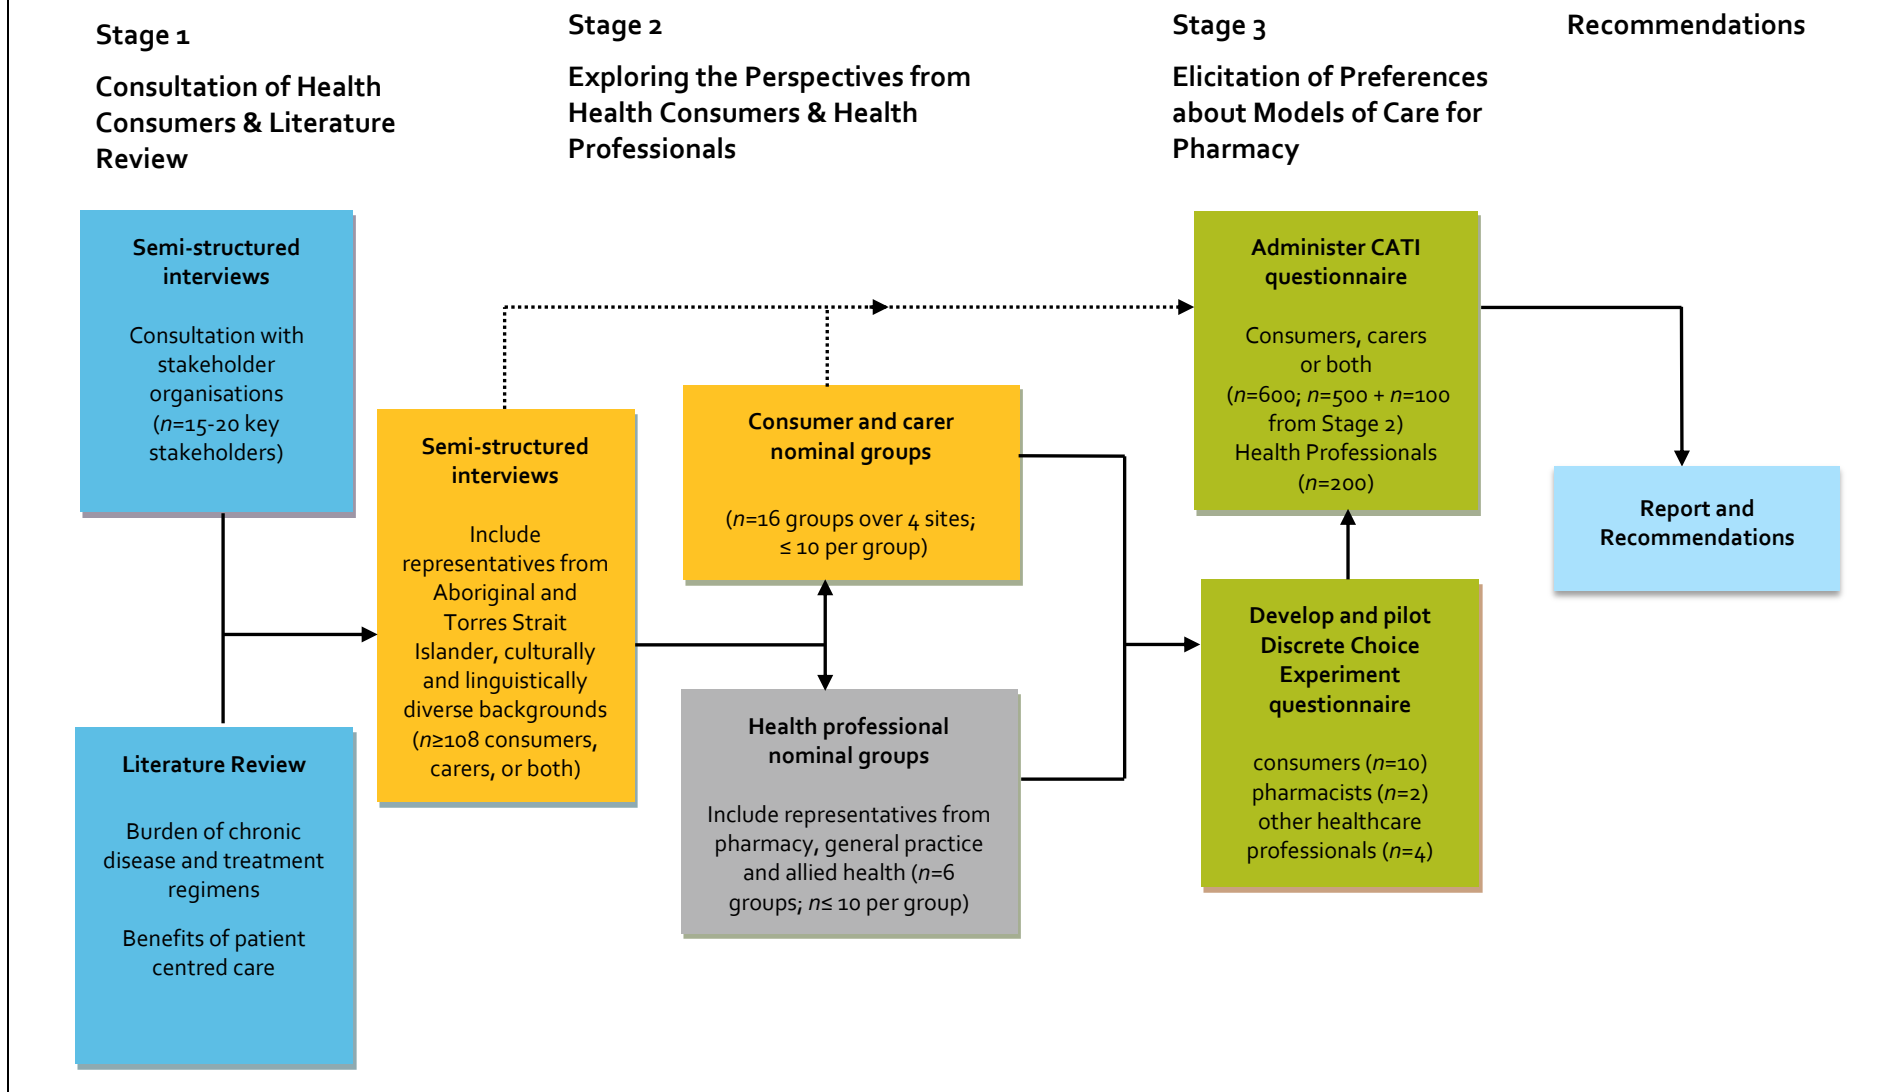 Stage 1
Consultation of Health
Consumers & Literature
Review
Stage 2
Exploring the Perspectives from
Health Consumers & Health
Professionals
Stage 3
Elicitation of Preferences
about Models of Care for
Pharmacy
Recommendations
Semi-structured
interviews
Consultation with
stakeholder
organisations
(n=15-20 key
stakeholders)
Literature Review
Burden of chronic
disease and treatment
regimens
Benefits of patient
centred care
Semi-structured
interviews
Include
representatives from
Aboriginal and
Torres Strait
Islander, culturally
and linguistically
diverse backgrounds
(n≥108 consumers,
carers, or both)
Consumer and carer
nominal groups
(n=16 groups over 4 sites;
≤ 10 per group)
Health professional
nominal groups
Include representatives from
pharmacy, general practice
and allied health (n=6
groups; n≤ 10 per group)
Administer CATI
questionnaire
Consumers, carers
or both
(n=600; n=500 + n=100
from Stage 2)
Health Professionals
(n=200)
Develop and pilot
Discrete Choice
Experiment
questionnaire
consumers (n=10)
pharmacists (n=2)
other healthcare
professionals (n=4)
Report and
Recommendations